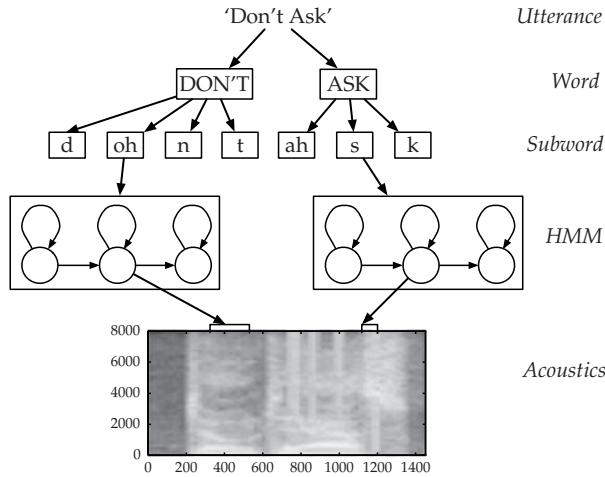 ‘Don’t Ask’ Utterance
DON’T ASK Word
d oh n t ah s k Subword
HMM
8000
6000
4000
2000
0
Acoustics
0 200 400 600 800 1000 1200 1400